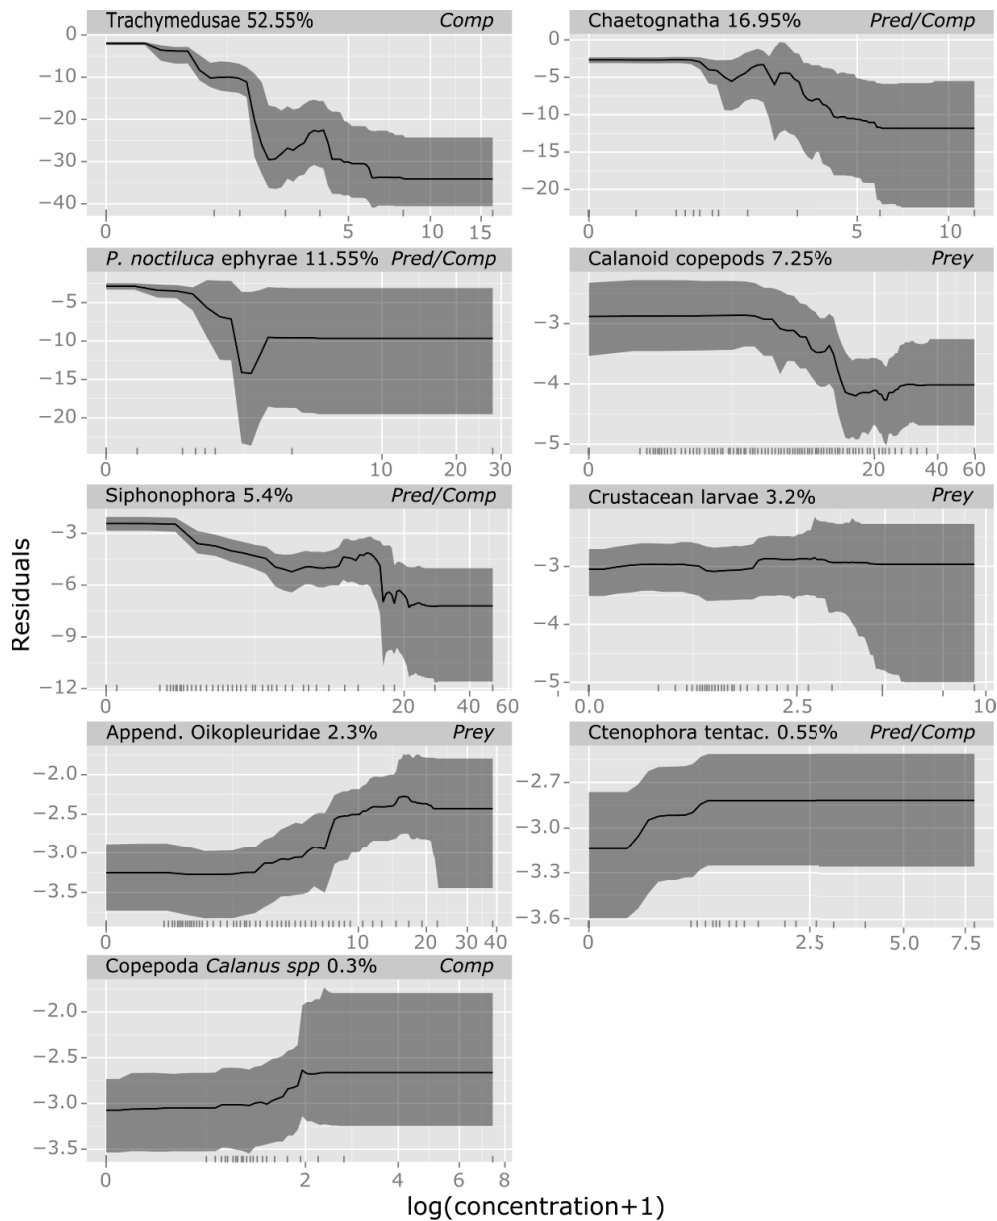 Trachymedusae 52.55% Comp
0
−10
−20
−30
−40
0 5 10 15
Chaetognatha 16.95% Pred/Comp
0
−5
−10
−15
−20
0 5 10
P. noctiluca ephyrae 11.55% Pred/Comp
−5
−10
−15
−20
0 10 20 30
Calanoid copepods 7.25% Prey
−3
−4
−5
0 20 40 60
Siphonophora 5.4% Pred/Comp
−3
−6
−9
−12
0 20 40 60
Crustacean larvae 3.2% Prey
−3
−4
−5
0.0 2.5 10
Append. Oikopleuridae 2.3% Prey
−2.0
−2.5
−3.0
−3.5
0 10 20 30 40
Ctenophora tentac. 0.55% Pred/Comp
−2.7
−3.0
−3.3
−3.6
0 2.5 5.0 7.5
Copepoda Calanus spp 0.3% Comp
−2.0
−2.5
−3.0
−3.5
0 2 4 6 8
Residuals
log(concentration+1)